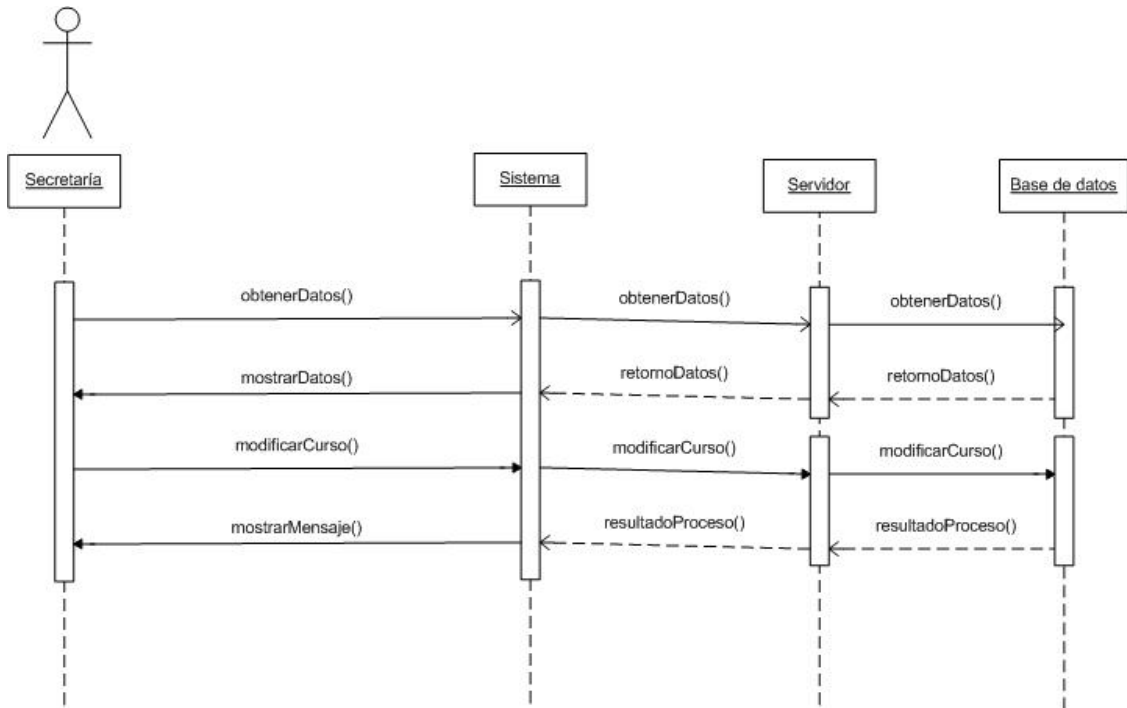 Secretaría
Sistema
Servidor
Base de datos
obtenerDatos()
obtenerDatos()
obtenerDatos()
mostrarDatos()
retornoDatos()
retornoDatos()
modificarCurso()
modificarCurso()
modificarCurso()
mostrarMensaje()
resultadoProceso()
resultadoProceso()